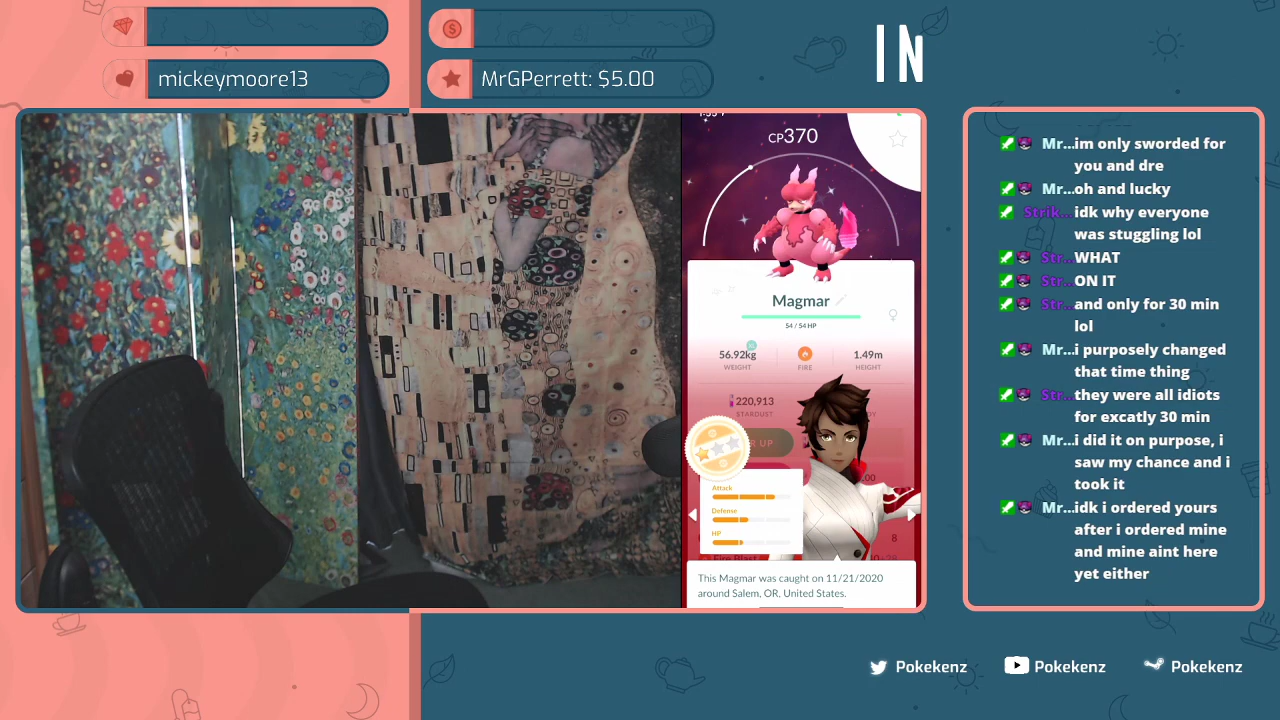 IN
mickeymoore13
MrGPerrett: $5.00
CP370
Magmar
54 / 54 HP
56.92kg
WEIGHT
FIRE
1.49m
HEIGHT
220,913
STARDUST
Attack
Defense
HP
8
Fire Blast
This Magmar was caught on 11/21/2020
around Salem, OR, United States.
Mr...im only sworded for
you and dre
Mr...oh and lucky
Strik...idk why everyone
was stuggling lol
Str...WHAT
Str...ON IT
Str...and only for 30 min
lol
Mr...i purposely changed
that time thing
Str...they were all idiots
for excatly 30 min
Mr...i did it on purpose, i
saw my chance and i
took it
Mr...idk i ordered yours
after i ordered mine
and mine aint here
yet either
Pokekenz
Pokekenz
Pokekenz